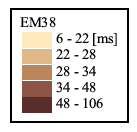 EM38
6 - 22 [ms]
22 - 28
28 - 34
34 - 48
48 - 106